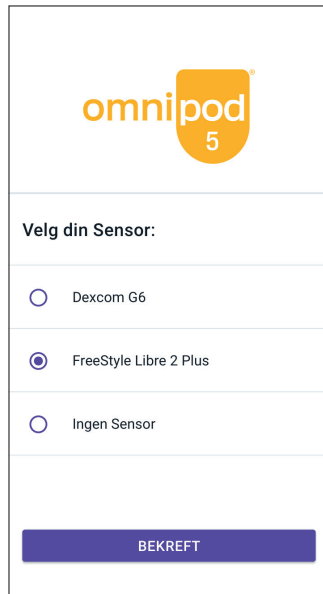 omnipod®
5
Velg din Sensor:
Dexcom G6
FreeStyle Libre 2 Plus
Ingen Sensor
BEKREFT